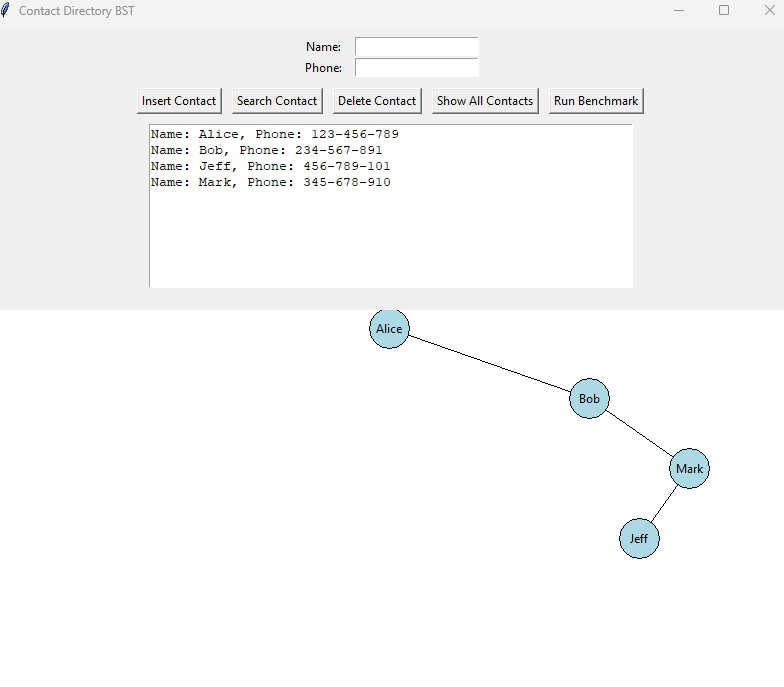 Contact Directory BST
Name:
Phone:
Insert Contact Search Contact Delete Contact Show All Contacts Run Benchmark
Name: Alice, Phone: 123-456-789
Name: Bob, Phone: 234-567-891
Name: Jeff, Phone: 456-789-101
Name: Mark, Phone: 345-678-910
Alice
Bob
Mark
Jeff